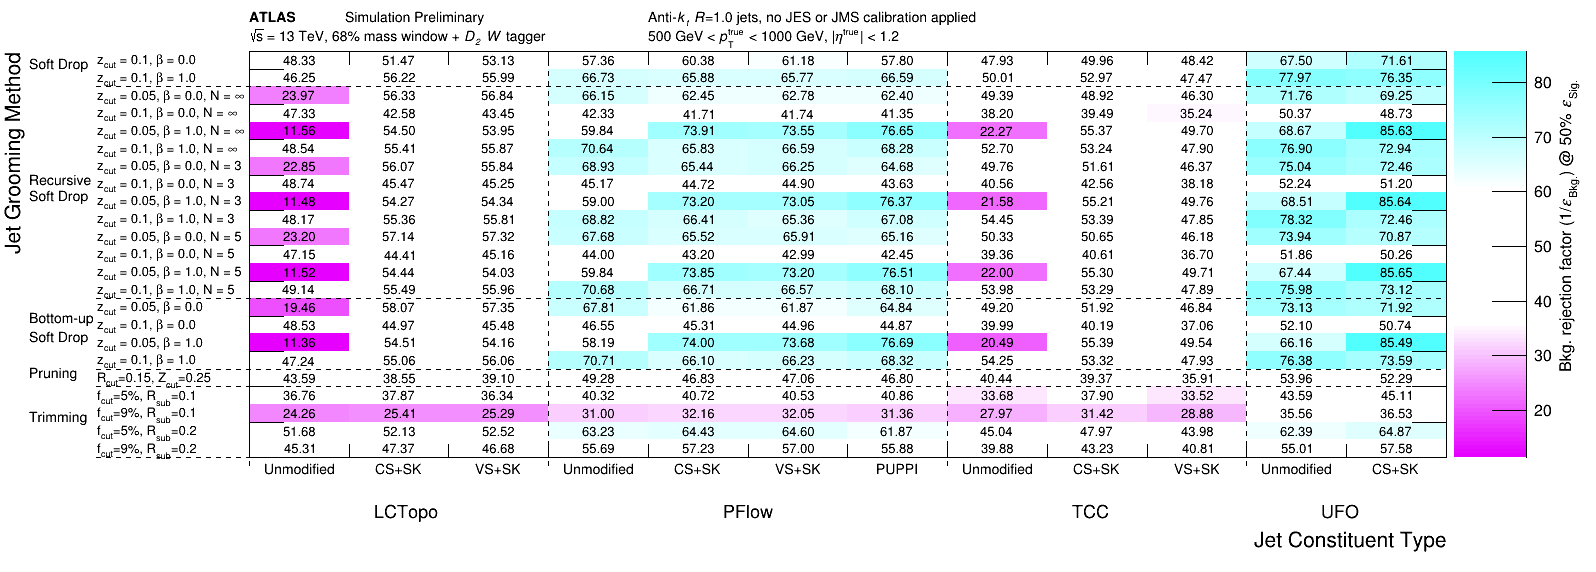 ATLAS Simulation Preliminary Anti-k_t R=1.0 jets, no JES or JMS calibration applied
√s = 13 TeV, 68% mass window + D_2 W tagger 500 GeV < p_T^true < 1000 GeV, |η^true| < 1.2
Jet Grooming Method
Soft Drop
z_cut = 0.1, β = 0.0 48.33 51.47 53.13 57.36 60.38 61.18 57.80 47.93 49.96 48.42 67.50 71.61
z_cut = 0.1, β = 1.0 46.25 56.22 55.99 66.73 65.88 65.77 66.59 50.01 52.97 47.47 77.97 76.35
Recursive
Soft Drop
z_cut = 0.05, β = 0.0, N = ∞ 23.97 56.33 56.84 66.15 62.45 62.78 62.40 49.39 48.92 46.30 71.76 69.25
z_cut = 0.1, β = 0.0, N = ∞ 47.33 42.58 43.45 42.33 41.71 41.74 41.35 38.20 39.49 35.24 50.37 48.73
z_cut = 0.05, β = 1.0, N = ∞ 11.56 54.50 53.95 59.84 73.91 73.55 76.65 22.27 55.37 49.70 68.67 85.63
z_cut = 0.1, β = 1.0, N = ∞ 48.54 55.41 55.87 70.64 65.83 66.59 68.28 52.70 53.24 47.90 76.90 72.94
z_cut = 0.05, β = 0.0, N = 3 22.85 56.07 55.84 68.93 65.44 66.25 64.68 49.76 51.61 46.37 75.04 72.46
z_cut = 0.1, β = 0.0, N = 3 48.74 45.47 45.25 45.17 44.72 44.90 43.63 40.56 42.56 38.18 52.24 51.20
z_cut = 0.05, β = 1.0, N = 3 11.48 54.27 54.34 59.00 73.20 73.05 76.37 21.58 55.21 49.76 68.51 85.64
z_cut = 0.1, β = 1.0, N = 3 48.17 55.36 55.81 68.82 66.41 65.36 67.08 54.45 53.39 47.85 78.32 72.46
z_cut = 0.05, β = 0.0, N = 5 23.20 57.14 57.32 67.68 65.52 65.91 65.16 50.33 50.65 46.18 73.94 70.87
z_cut = 0.1, β = 0.0, N = 5 47.15 44.41 45.16 44.00 43.20 42.99 42.45 39.36 40.61 36.70 51.86 50.26
z_cut = 0.05, β = 1.0, N = 5 11.52 54.44 54.03 59.84 73.85 73.20 76.51 22.00 55.30 49.71 67.44 85.65
z_cut = 0.1, β = 1.0, N = 5 49.14 55.49 55.96 70.68 66.71 66.57 68.10 53.98 53.29 47.89 75.98 73.12
Bottom-up
Soft Drop
z_cut = 0.05, β = 0.0 19.46 58.07 57.35 67.81 61.86 61.87 64.84 49.20 51.92 46.84 73.13 71.92
z_cut = 0.1, β = 0.0 48.53 44.97 45.48 46.55 45.31 44.96 44.87 39.99 40.19 37.06 52.10 50.74
z_cut = 0.05, β = 1.0 11.36 54.51 54.16 58.19 74.00 73.68 76.69 20.49 55.39 49.54 66.16 85.49
z_cut = 0.1, β = 1.0 47.24 55.06 56.06 70.71 66.10 66.23 68.32 54.25 53.32 47.93 76.38 73.59
Pruning
R_cut=0.15, Z_cut=0.25 43.59 38.55 39.10 49.28 46.83 47.06 46.80 40.44 39.37 35.91 53.96 52.29
Trimming
f_cut=5%, R_sub=0.1 36.76 37.87 36.34 40.32 40.72 40.53 40.86 33.68 37.90 33.52 43.59 45.11
f_cut=9%, R_sub=0.1 24.26 25.41 25.29 31.00 32.16 32.05 31.36 27.97 31.42 28.88 35.56 36.53
f_cut=5%, R_sub=0.2 51.68 52.13 52.52 63.23 64.43 64.60 61.87 45.04 47.97 43.98 62.39 64.87
f_cut=9%, R_sub=0.2 45.31 47.37 46.68 55.69 57.23 57.00 55.88 39.88 43.23 40.81 55.01 57.58
Unmodified CS+SK VS+SK Unmodified CS+SK VS+SK PUPPI Unmodified CS+SK VS+SK Unmodified CS+SK
LCTopo PFlow TCC UFO
Jet Constituent Type
80
70
60
50
40
30
20
Bkg. rejection factor (1/ε_Bkg.) @ 50% ε_Sig.